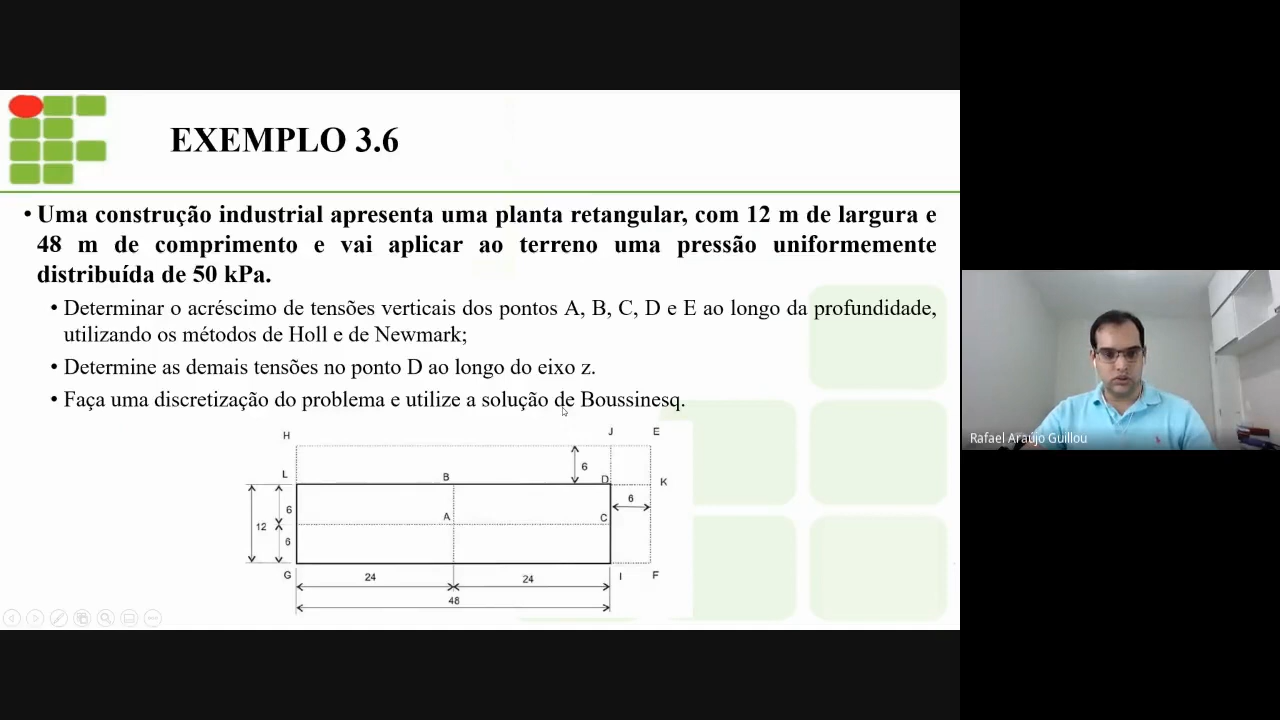 EXEMPLO 3.6
• Uma construção industrial apresenta uma planta retangular, com 12 m de largura e
48 m de comprimento e vai aplicar ao terreno uma pressão uniformemente
distribuída de 50 kPa.
• Determinar o acréscimo de tensões verticais dos pontos A, B, C, D e E ao longo da profundidade,
utilizando os métodos de Holl e de Newmark;
• Determine as demais tensões no ponto D ao longo do eixo z.
• Faça uma discretização do problema e utilize a solução de Boussinesq.
H J E
6
L B D K
6 6
12 A C
6
G I F
24 24
48
Rafael Araújo Guillou